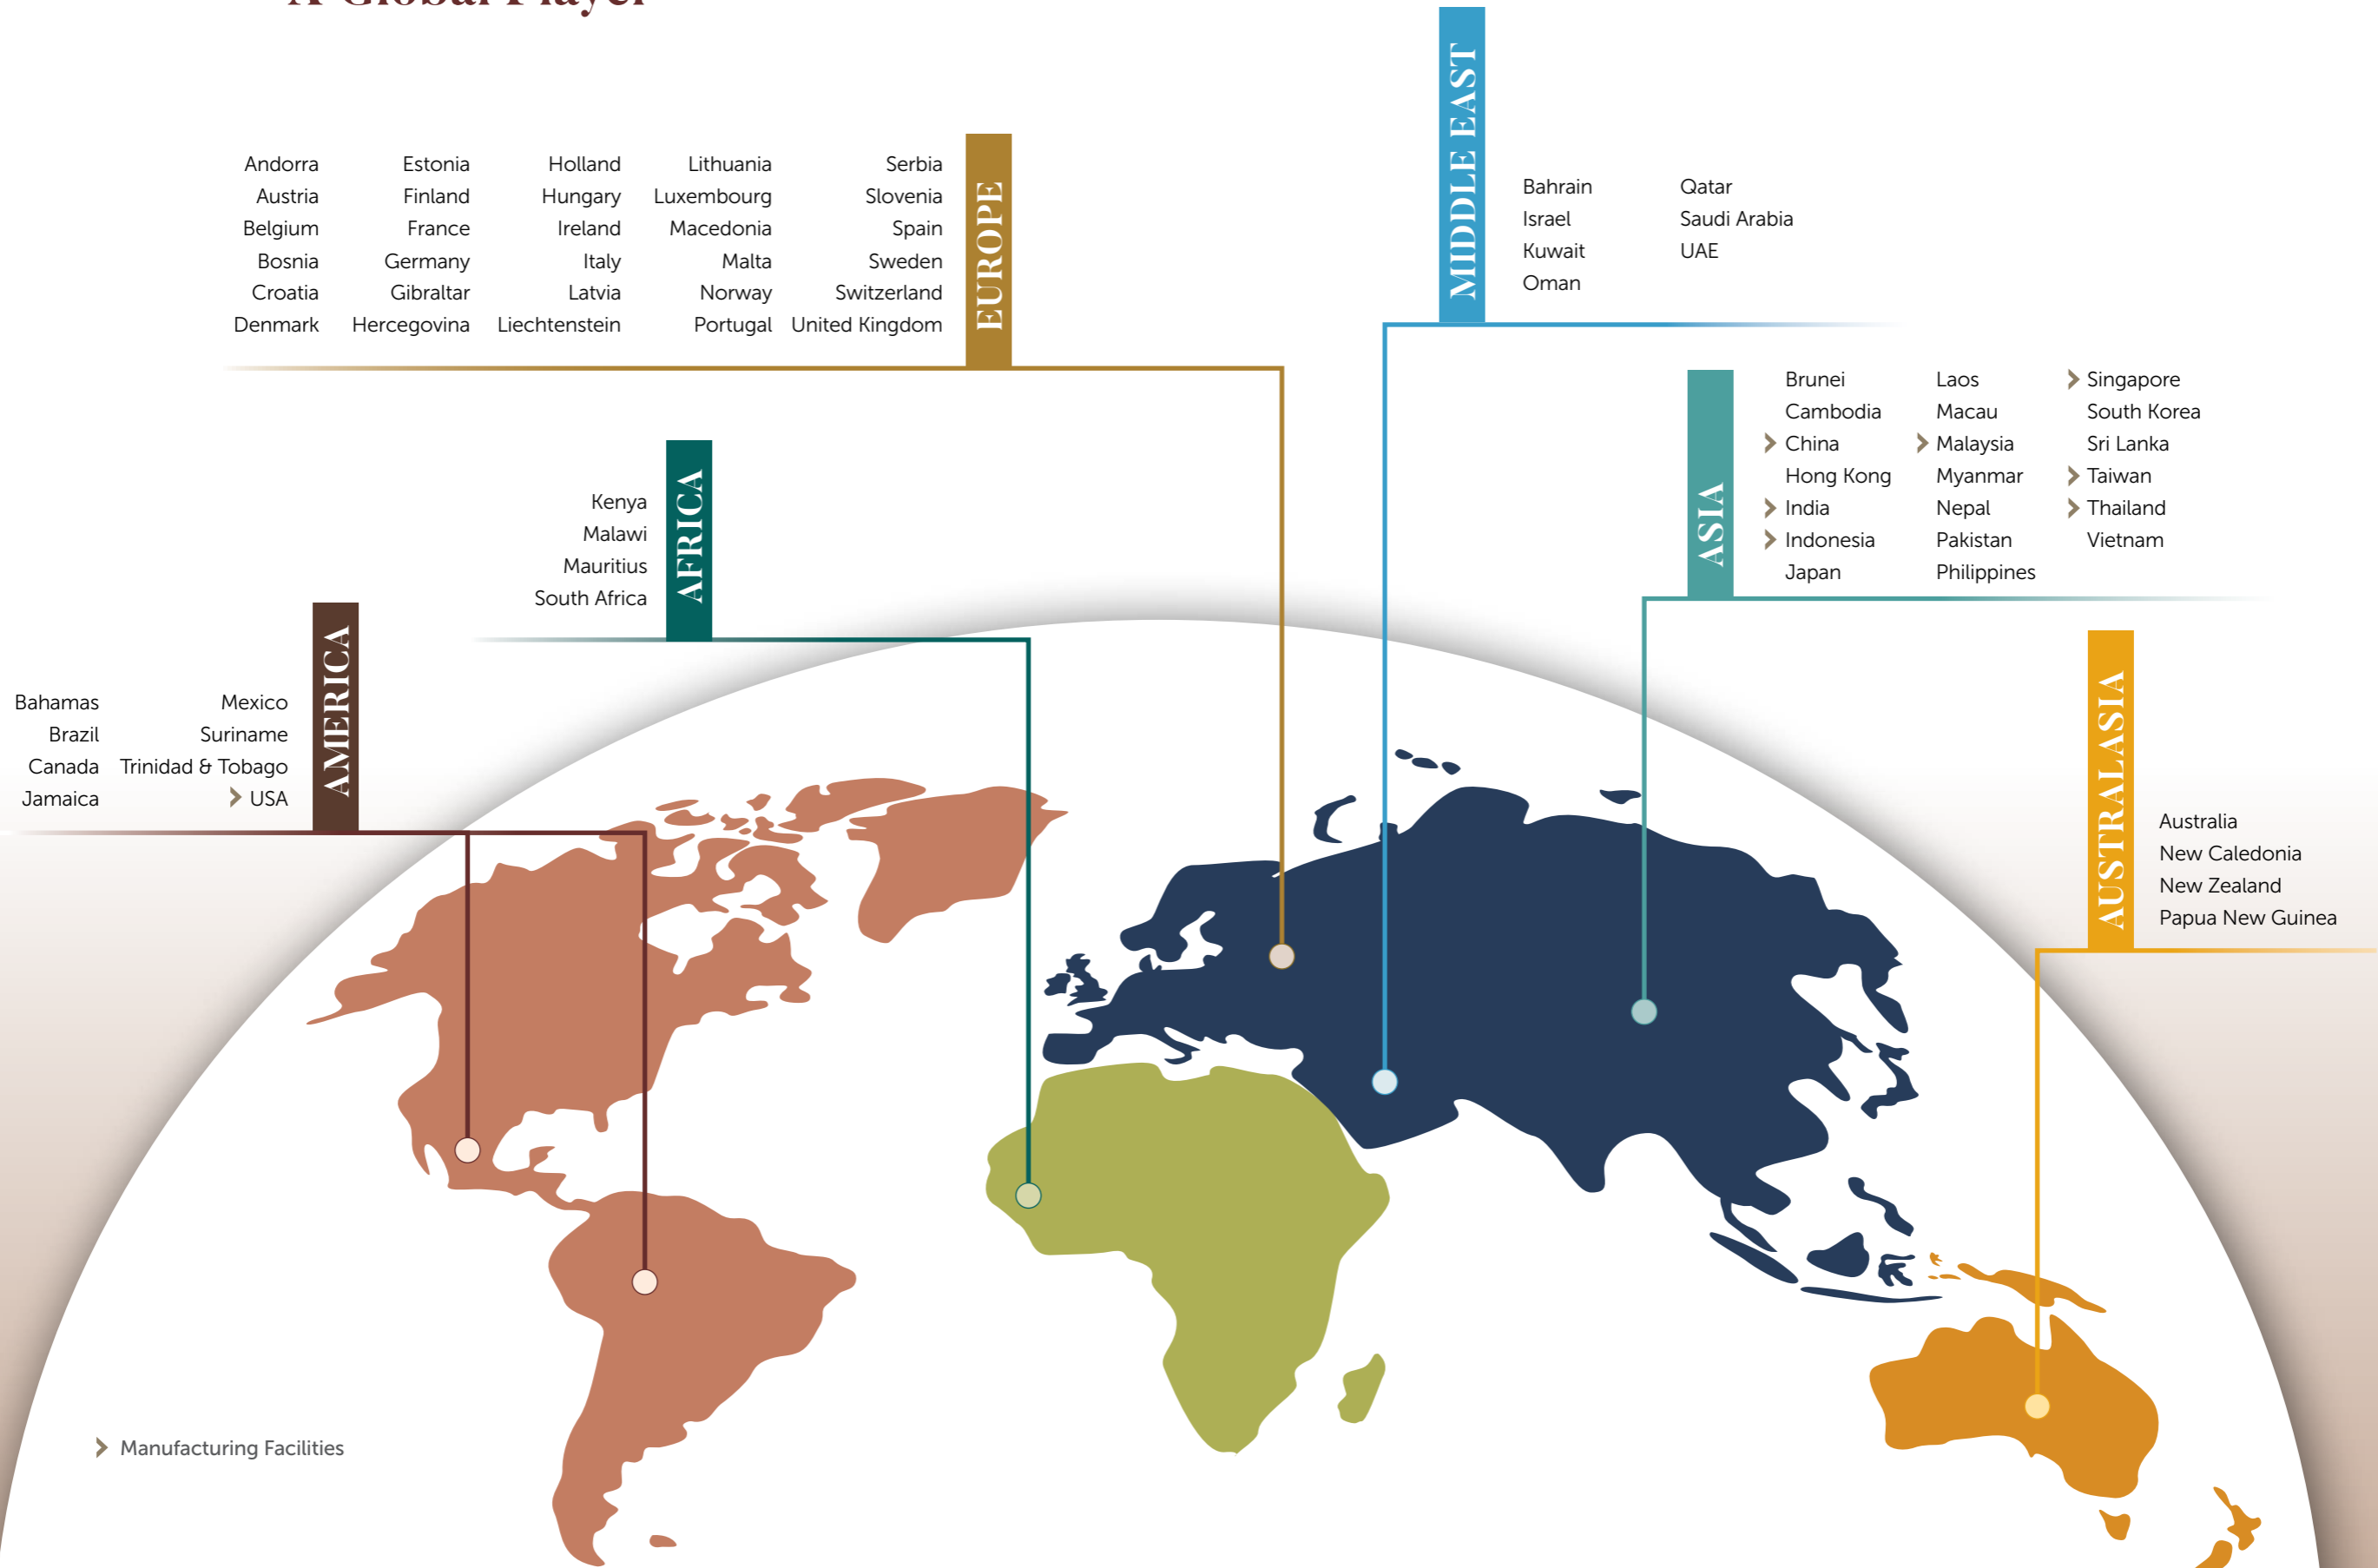 A Global Player
MIDDLE EAST
Bahrain
Israel
Kuwait
Oman
Qatar
Saudi Arabia
UAE
Andorra
Austria
Belgium
Bosnia
Croatia
Denmark
Estonia
Finland
France
Germany
Gibraltar
Hercegovina
Holland
Hungary
Ireland
Italy
Latvia
Liechtenstein
Lithuania
Luxembourg
Macedonia
Malta
Norway
Portugal
Serbia
Slovenia
Spain
Sweden
Switzerland
United Kingdom
EUROPE
ASIA
Brunei
Cambodia
China
Hong Kong
India
Indonesia
Japan
Laos
Macau
Malaysia
Myanmar
Nepal
Pakistan
Philippines
Singapore
South Korea
Sri Lanka
Taiwan
Thailand
Vietnam
Kenya
Malawi
Mauritius
South Africa
AFRICA
Bahamas
Brazil
Canada
Jamaica
Mexico
Suriname
Trinidad & Tobago
USA
AMERICA
AUSTRALASIA
Australia
New Caledonia
New Zealand
Papua New Guinea
Manufacturing Facilities